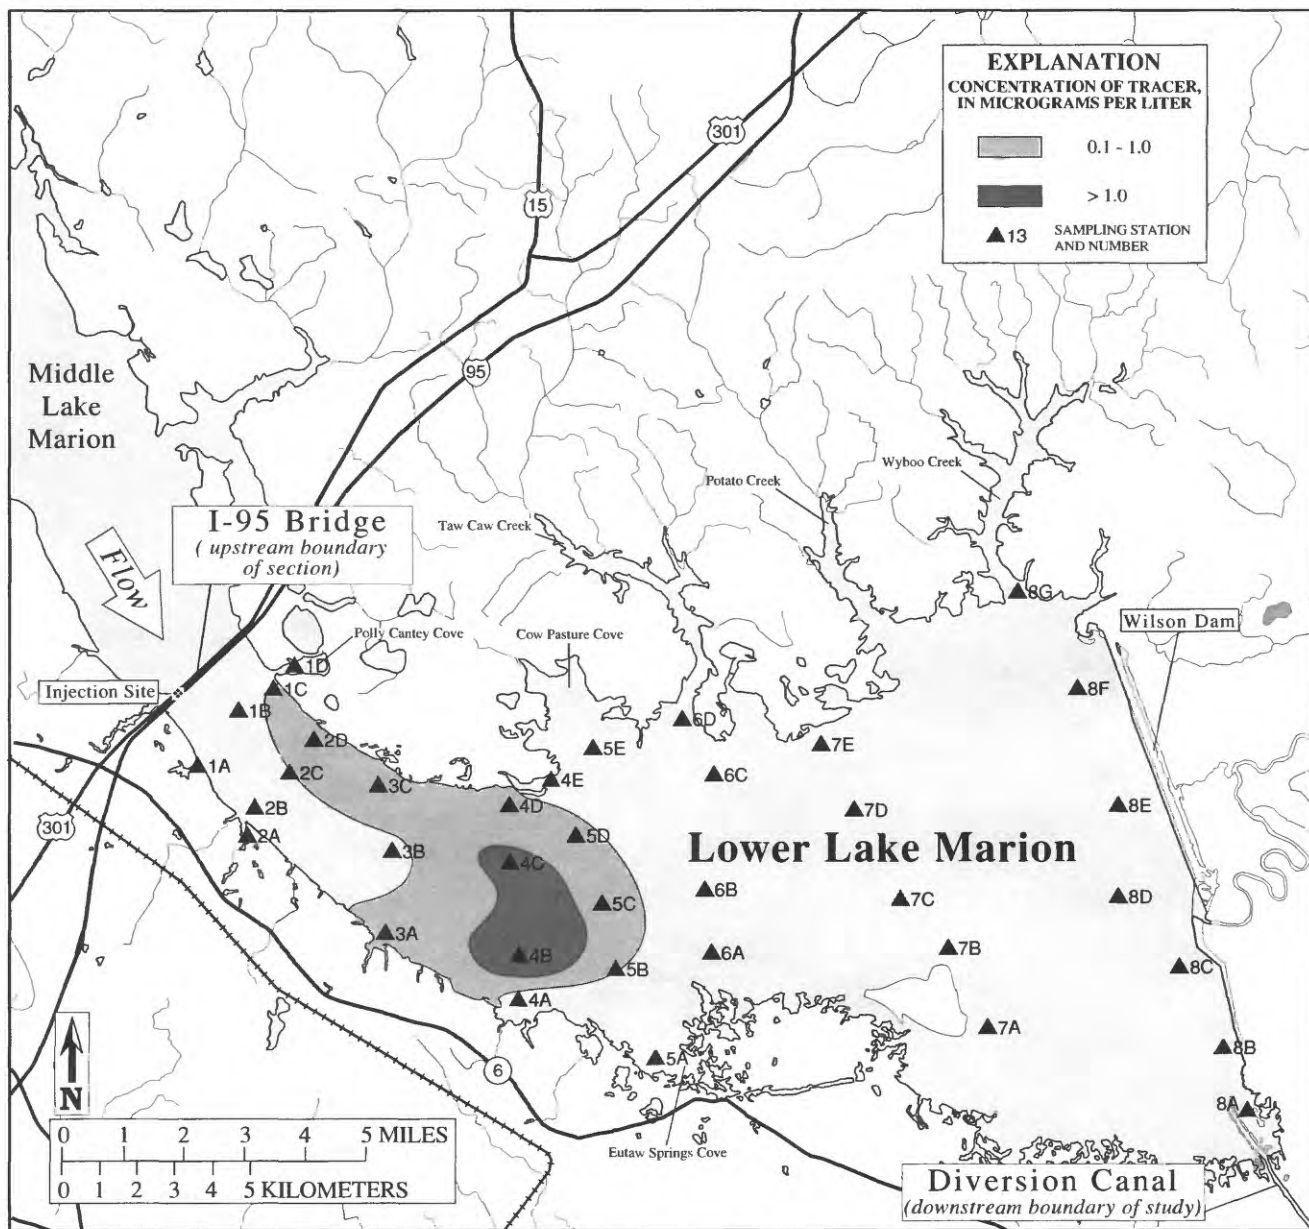 EXPLANATION
CONCENTRATION OF TRACER,
IN MICROGRAMS PER LITER
0.1 - 1.0
> 1.0
13 SAMPLING STATION
AND NUMBER
301
15
95
Middle
Lake
Marion
Wyboo Creek
Potato Creek
Taw Caw Creek
I-95 Bridge
( upstream boundary
of section)
Flow
8G
Wilson Dam
Polly Cantey Cove
Cow Pasture Cove
1D
Injection Site
1C
8F
1B
6D
2D
5E
7E
1A
2C
3C
4E
6C
2B
4D
7D
8E
301
2A
5D
3B
Lower Lake Marion
4C
6B
5C
7C
8D
3A
4B
6A
7B
5B
8C
4A
7A
5A
8B
6
N
8A
0 1 2 3 4 5 MILES
0 1 2 3 4 5 KILOMETERS
Eutaw Springs Cove
Diversion Canal
(downstream boundary of study)